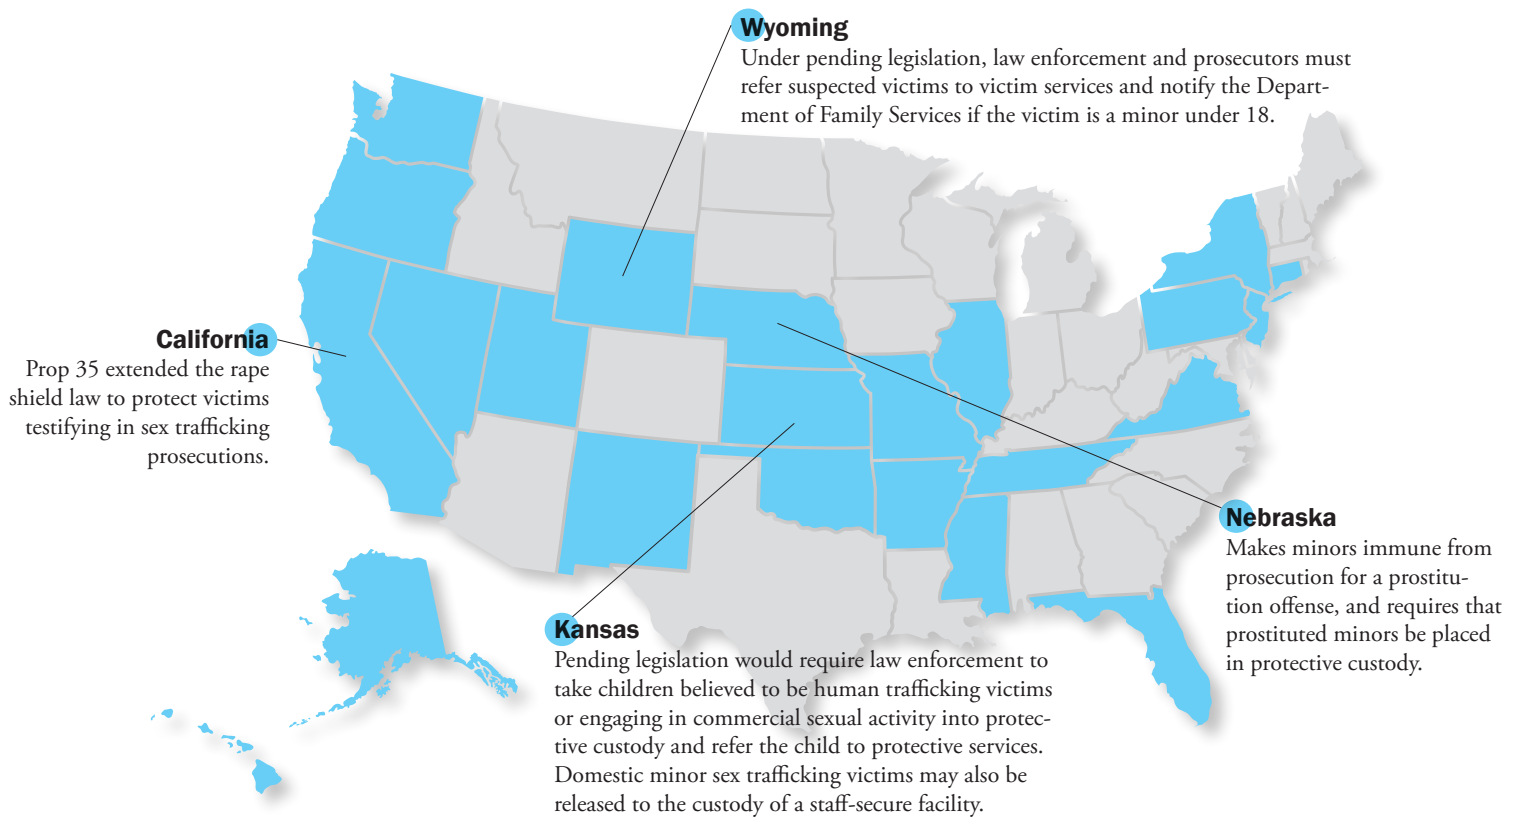 Wyoming
Under pending legislation, law enforcement and prosecutors must
refer suspected victims to victim services and notify the Depart-
ment of Family Services if the victim is a minor under 18.
California
Prop 35 extended the rape
shield law to protect victims
testifying in sex trafficking
prosecutions.
Nebraska
Makes minors immune from
prosecution for a prostitu-
tion offense, and requires that
prostituted minors be placed
in protective custody.
Kansas
Pending legislation would require law enforcement to
take children believed to be human trafficking victims
or engaging in commercial sexual activity into protec-
tive custody and refer the child to protective services.
Domestic minor sex trafficking victims may also be
released to the custody of a staff-secure facility.